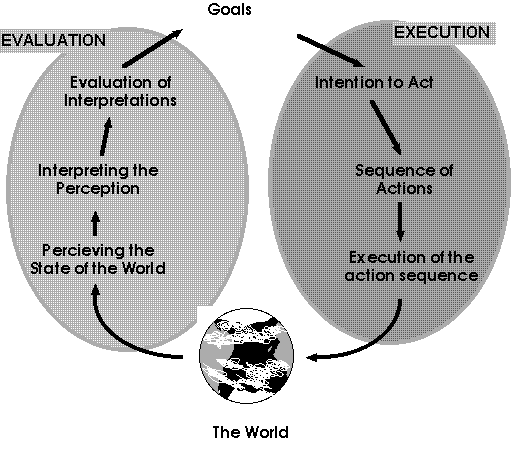 Goals
EVALUATION
EXECUTION
Evaluation of
Interpretations
Intention to Act
Interpreting the
Perception
Sequence of
Actions
Percieving the
State of the World
Execution of the
action sequence
The World